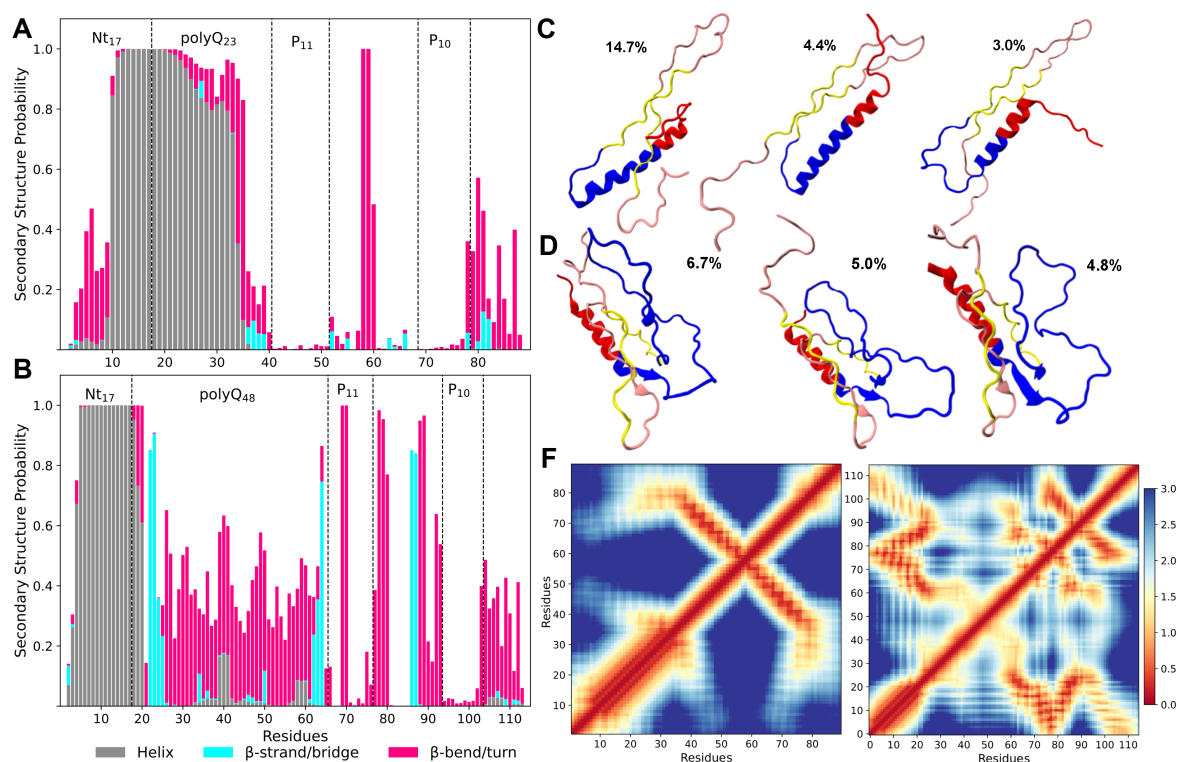 A
Nt17
polyQ23
P11
P10
Secondary Structure Probability
1.0
0.8
0.6
0.4
0.2
10 20 30 40 50 60 70 80
B
Nt17
polyQ48
P11
P10
Secondary Structure Probability
1.0
0.8
0.6
0.4
0.2
10 20 30 40 50 60 70 80 90 100 110
Residues
Helix β-strand/bridge β-bend/turn
C
14.7% 4.4% 3.0%
D
6.7% 5.0% 4.8%
F
Residues
80
70
60
50
40
30
20
10
10 20 30 40 50 60 70 80
Residues
110
100
90
80
70
60
50
40
30
20
10
0
0 10 20 30 40 50 60 70 80 90 100 110
Residues
3.0
2.5
2.0
1.5
1.0
0.5
0.0